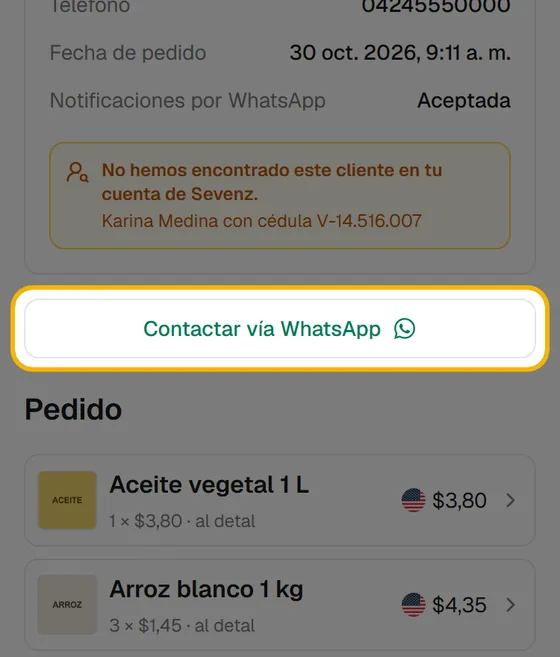 Teléfono 04245550000
Fecha de pedido 30 oct. 2026, 9:11 a. m.
Notificaciones por WhatsApp Aceptada
No hemos encontrado este cliente en tu
cuenta de Sevenz.
Karina Medina con cédula V-14.516.007
Contactar vía WhatsApp
Pedido
ACEITE
Aceite vegetal 1 L
1 × $3,80 · al detal
$3,80
ARROZ
Arroz blanco 1 kg
3 × $1,45 · al detal
$4,35